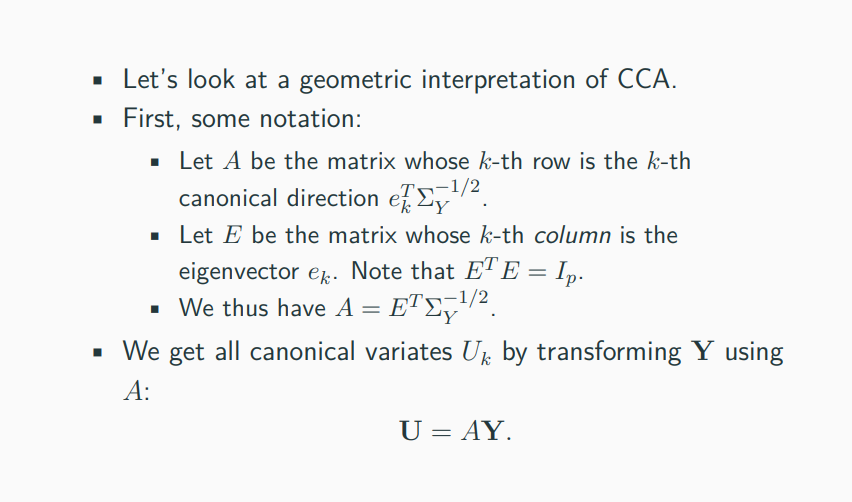 ▪ Let's look at a geometric interpretation of CCA.
▪ First, some notation:
▪ Let $A$ be the matrix whose $k$-th row is the $k$-th
canonical direction $e_k^T \Sigma_Y^{-1/2}$.
▪ Let $E$ be the matrix whose $k$-th column is the
eigenvector $e_k$. Note that $E^T E = I_p$.
▪ We thus have $A = E^T \Sigma_Y^{-1/2}$.
▪ We get all canonical variates $U_k$ by transforming $\mathbf{Y}$ using
$A$:
$\mathbf{U} = A\mathbf{Y}.$